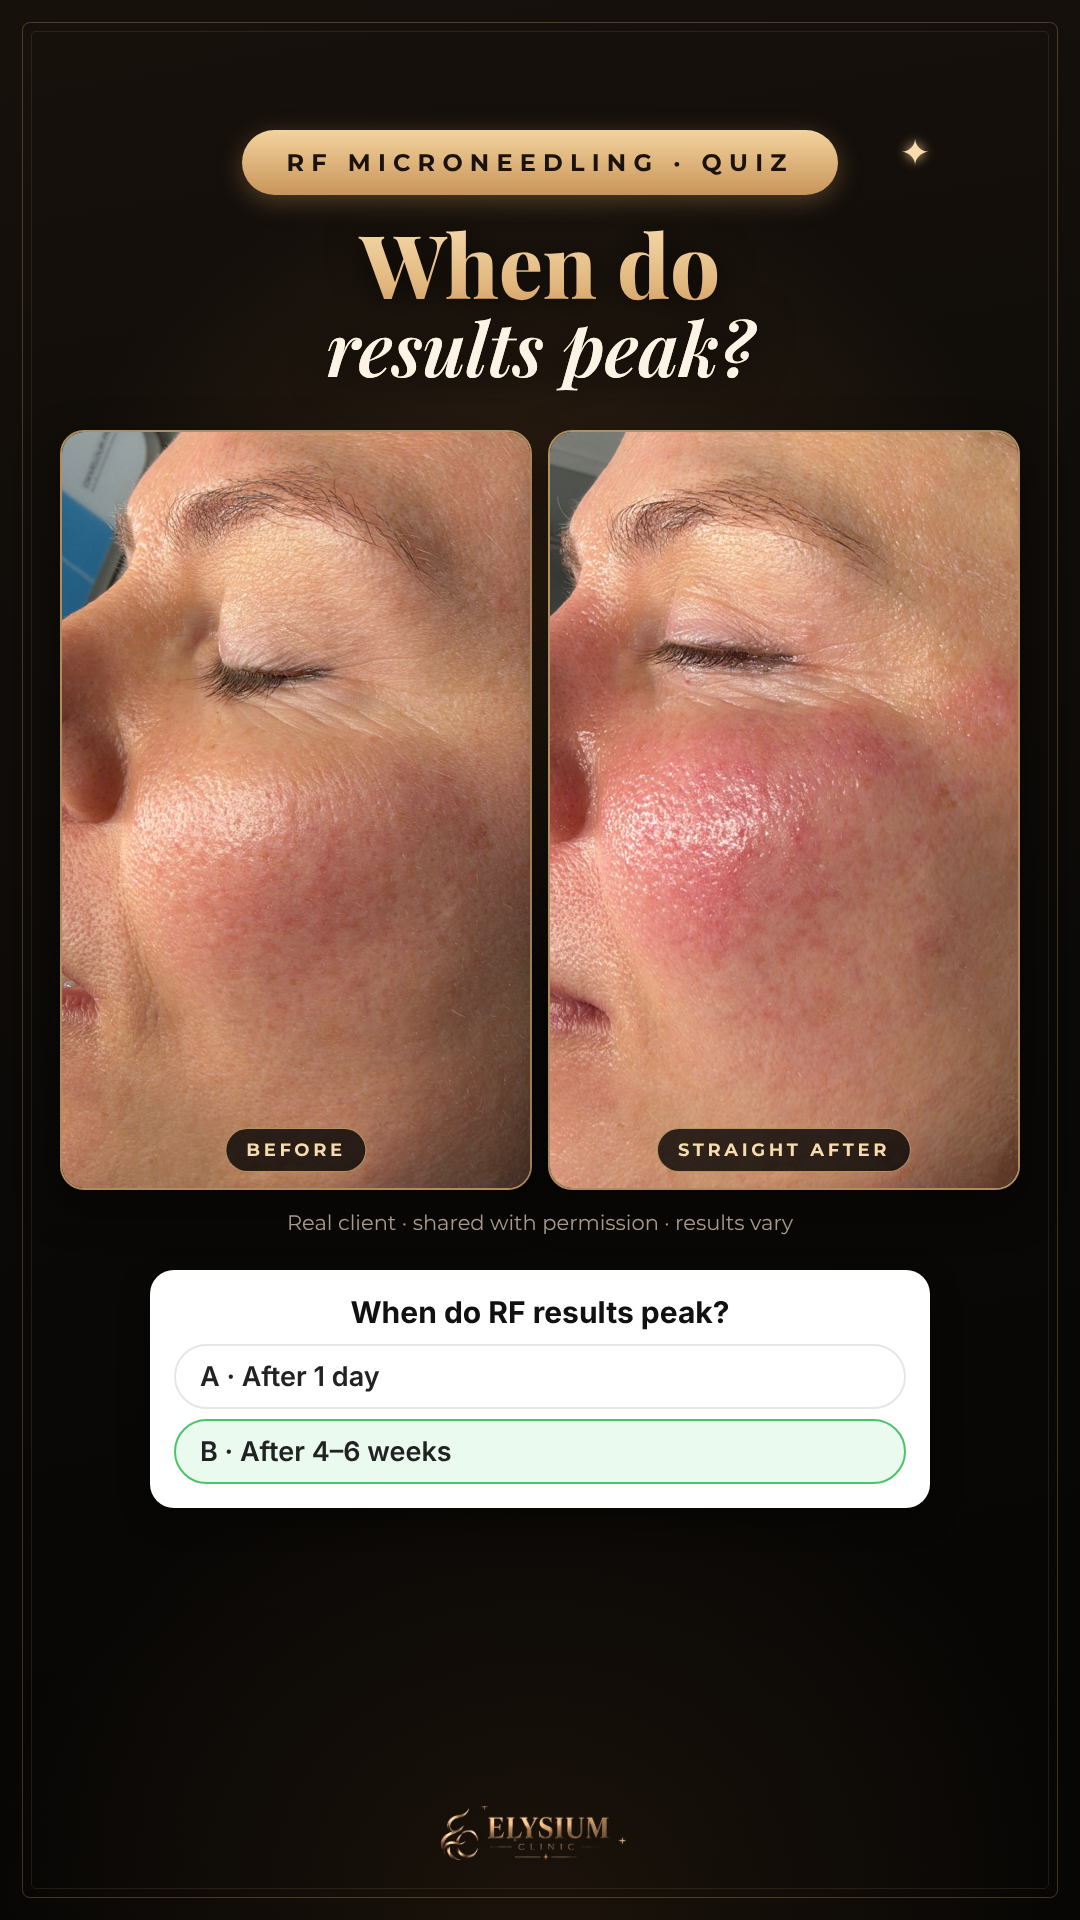 RF MICRONEEDLING · QUIZ
When do
results peak?
BEFORE
STRAIGHT AFTER
Real client · shared with permission · results vary
When do RF results peak?
A · After 1 day
B · After 4–6 weeks
ELYSIUM
CLINIC